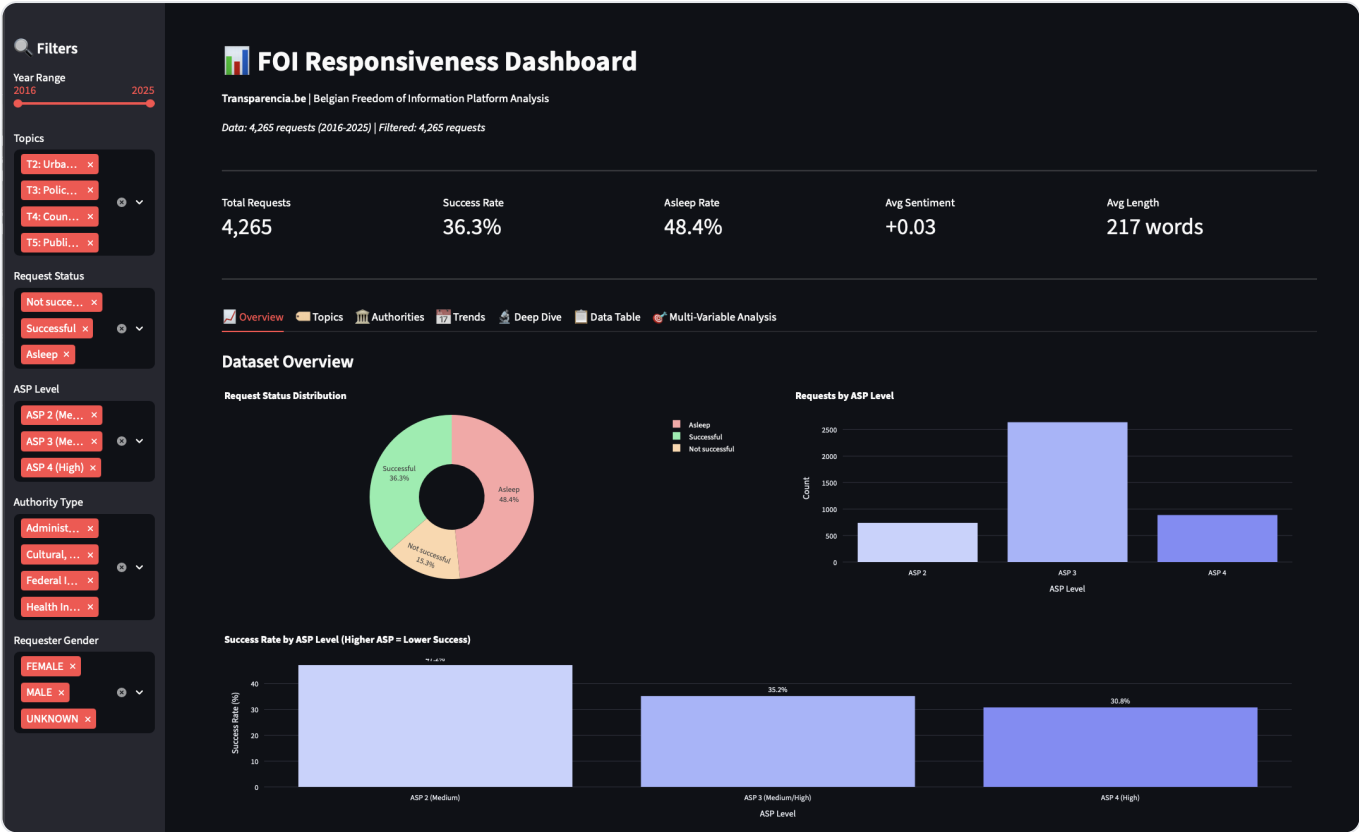 Filters
Year Range
2016 2025
Topics
T2: Urba...
T3: Polic...
T4: Coun...
T5: Publi...
Request Status
Not succe...
Successful
Asleep
ASP Level
ASP 2 (Me...
ASP 3 (Me...
ASP 4 (High)
Authority Type
Administ...
Cultural, ...
Federal I...
Health In...
Requester Gender
FEMALE
MALE
UNKNOWN
FOI Responsiveness Dashboard
Transparencia.be | Belgian Freedom of Information Platform Analysis
Data: 4,265 requests (2016-2025) | Filtered: 4,265 requests
Total Requests
4,265
Success Rate
36.3%
Asleep Rate
48.4%
Avg Sentiment
+0.03
Avg Length
217 words
Overview Topics Authorities 17 Trends Deep Dive Data Table Multi-Variable Analysis
Dataset Overview
Request Status Distribution
Successful
36.3%
Asleep
48.4%
Not successful
15.3%
Asleep
Successful
Not successful
Requests by ASP Level
Count
2500
2000
1500
1000
500
0
ASP 2 ASP 3 ASP 4
ASP Level
Success Rate by ASP Level (Higher ASP = Lower Success)
Success Rate (%)
40
30
20
10
0
35.2%
30.8%
ASP 2 (Medium) ASP 3 (Medium/High) ASP 4 (High)
ASP Level